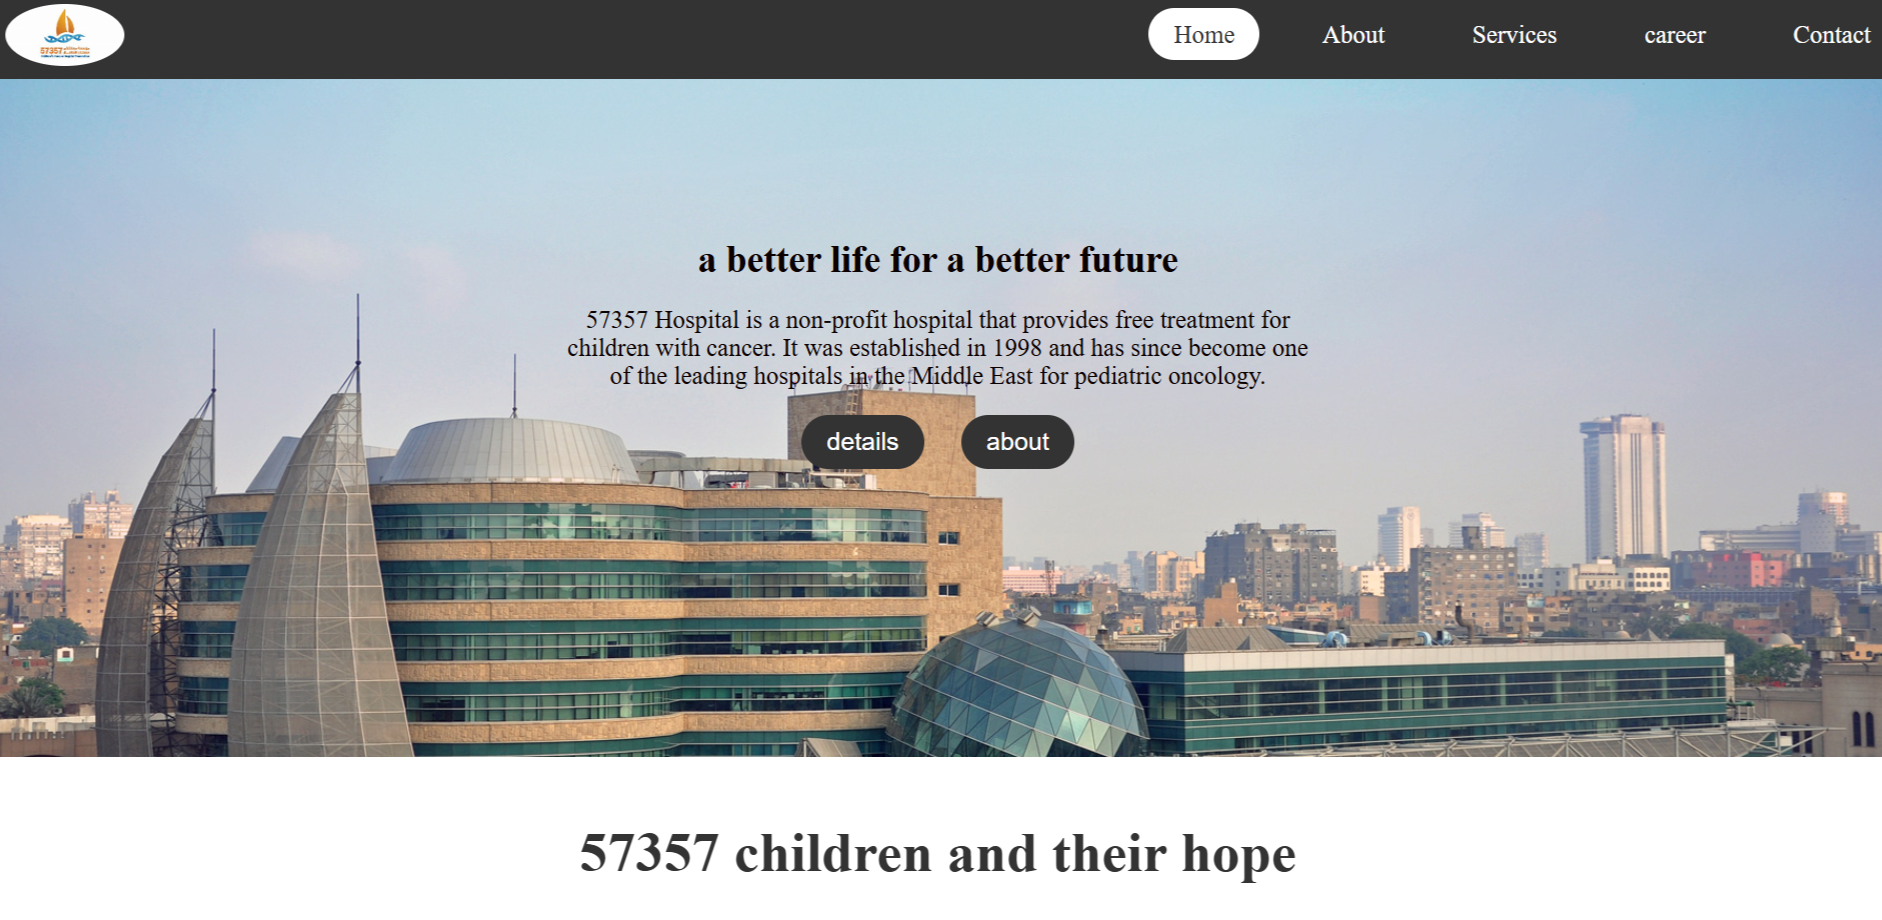 57357
Home
About
Services
career
Contact
a better life for a better future
57357 Hospital is a non-profit hospital that provides free treatment for
children with cancer. It was established in 1998 and has since become one
of the leading hospitals in the Middle East for pediatric oncology.
details
about
57357 children and their hope